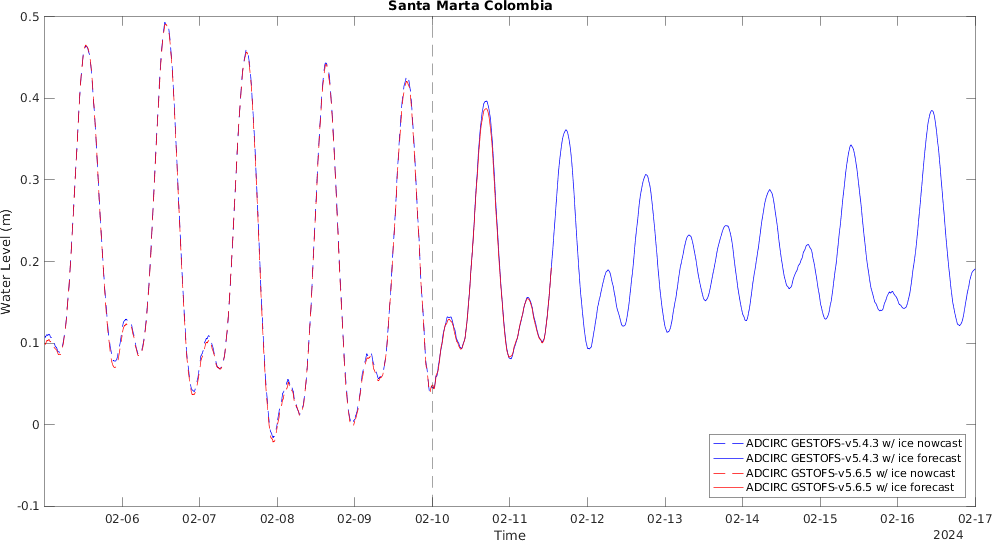 Santa Marta Colombia
0.5
0.4
0.3
0.2
0.1
0
-0.1
Water Level (m)
ADCIRC GESTOFS-v5.4.3 w/ ice nowcast
ADCIRC GESTOFS-v5.4.3 w/ ice forecast
ADCIRC GSTOFS-v5.6.5 w/ ice nowcast
ADCIRC GSTOFS-v5.6.5 w/ ice forecast
02-06 02-07 02-08 02-09 02-10 02-11 02-12 02-13 02-14 02-15 02-16 02-17
Time
2024